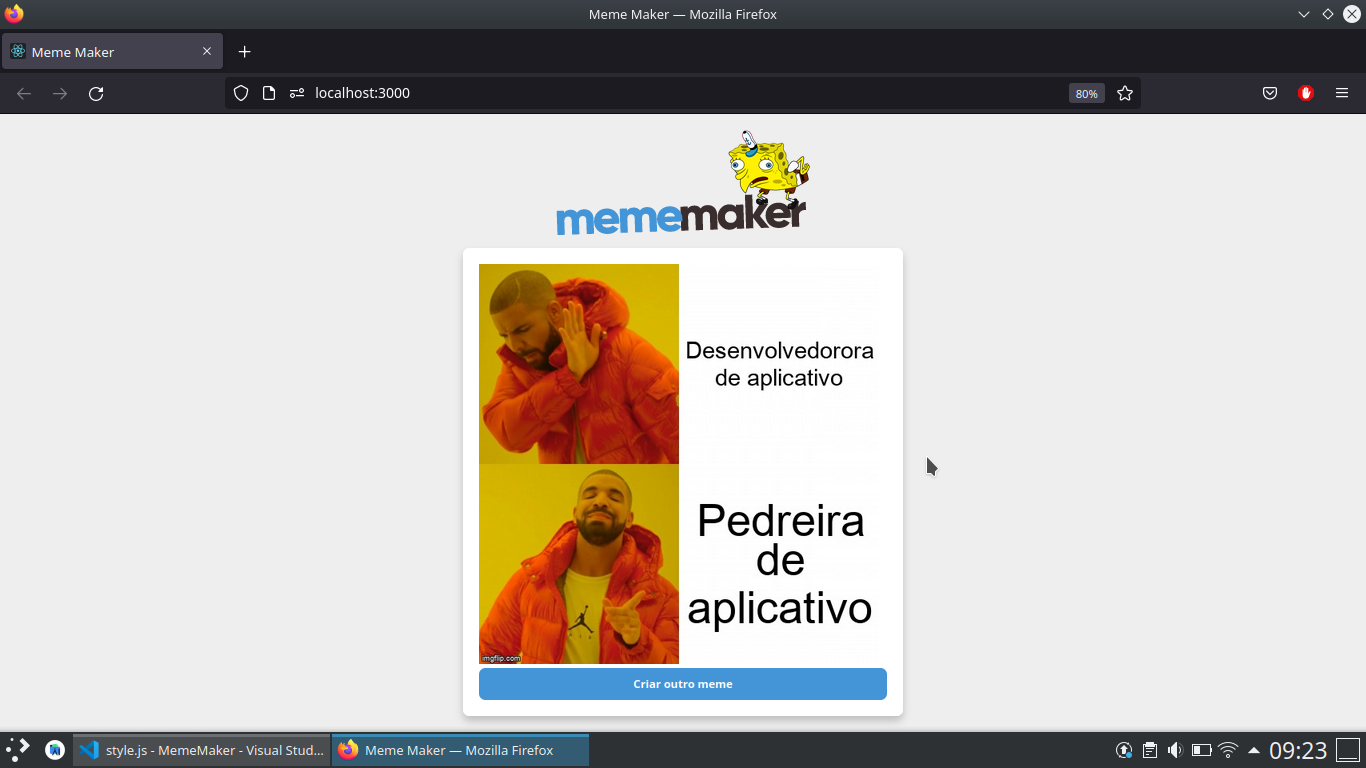 Meme Maker — Mozilla Firefox
Meme Maker
localhost:3000
80%
mememaker
Desenvolvedorora
de aplicativo
Pedreira
de
aplicativo
imgflip.com
Criar outro meme
style.js - MemeMaker - Visual Stud...
Meme Maker — Mozilla Firefox
09:23